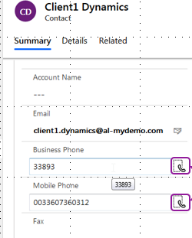 CD
Client1 Dynamics
Contact
Summary Details Related
Account Name
---
Email
client1.dynamics@al-mydemo.com
Business Phone
33893
Mobile Phone
33893
0033607360312
Fax